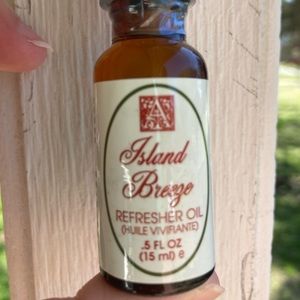 A
Island
Breeze
REFRESHER OIL
(HUILE VIVIFIANTE)
.5 FL OZ
(15 ml) e